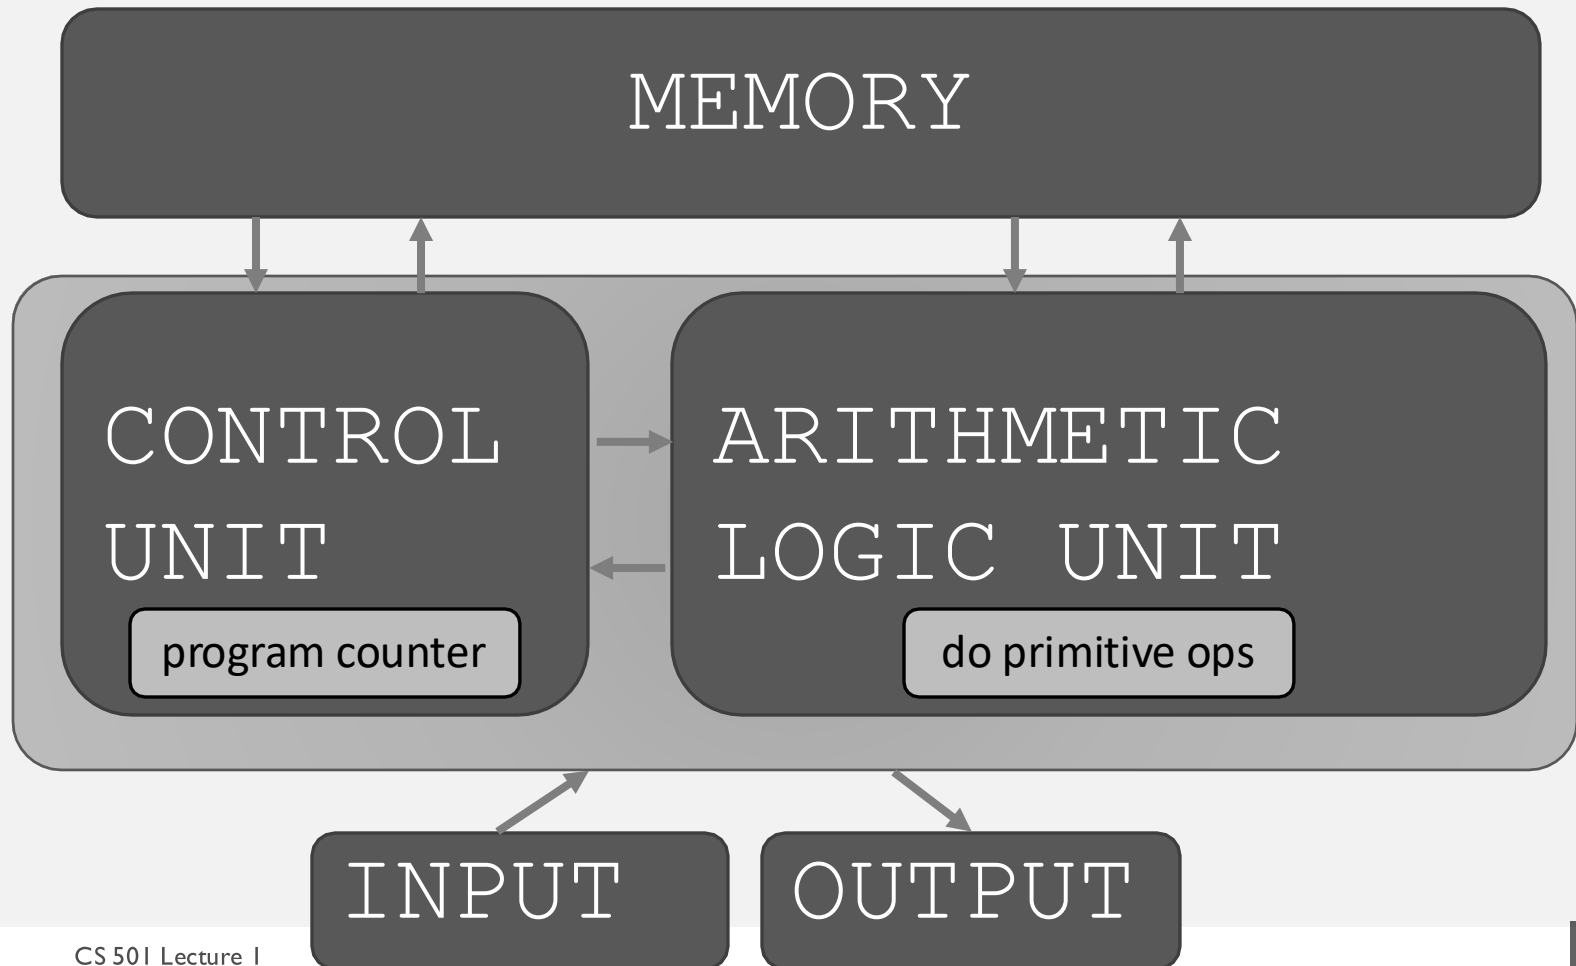 MEMORY
CONTROL
UNIT
program counter
ARITHMETIC
LOGIC UNIT
do primitive ops
INPUT
OUTPUT
CS 501 Lecture 1